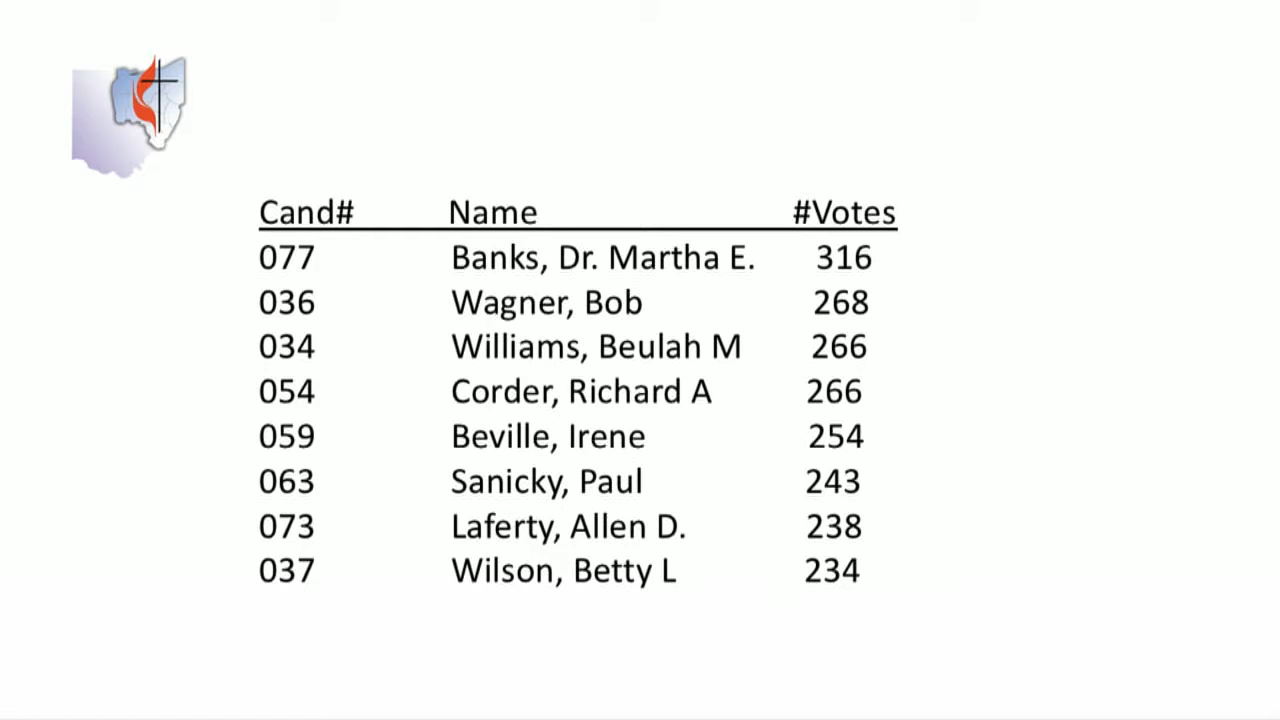 Cand# Name #Votes
077 Banks, Dr. Martha E. 316
036 Wagner, Bob 268
034 Williams, Beulah M 266
054 Corder, Richard A 266
059 Beville, Irene 254
063 Sanicky, Paul 243
073 Laferty, Allen D. 238
037 Wilson, Betty L 234